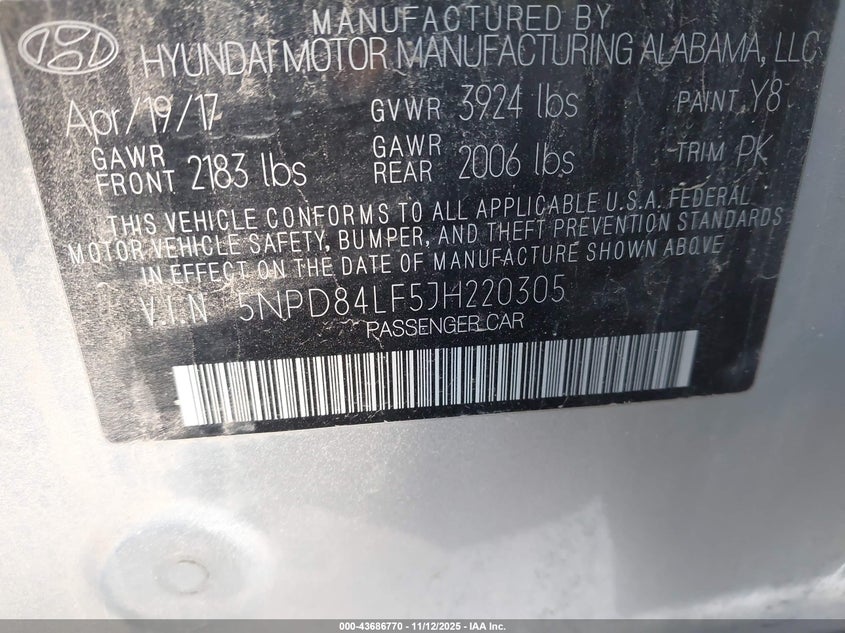 MANUFACTURED BY
HYUNDAI MOTOR MANUFACTURING ALABAMA, LLC
Apr/19/17 GVWR 3924 lbs PAINT Y8
GAWR FRONT 2183 lbs GAWR REAR 2006 lbs TRIM PK
THIS VEHICLE CONFORMS TO ALL APPLICABLE U.S.A. FEDERAL
MOTOR VEHICLE SAFETY, BUMPER, AND THEFT PREVENTION STANDARDS
IN EFFECT ON THE DATE OF MANUFACTURE SHOWN ABOVE
V.I.N 5NPD84LF5JH220305
PASSENGER CAR
000-43686770 - 11/12/2025 - IAA Inc.